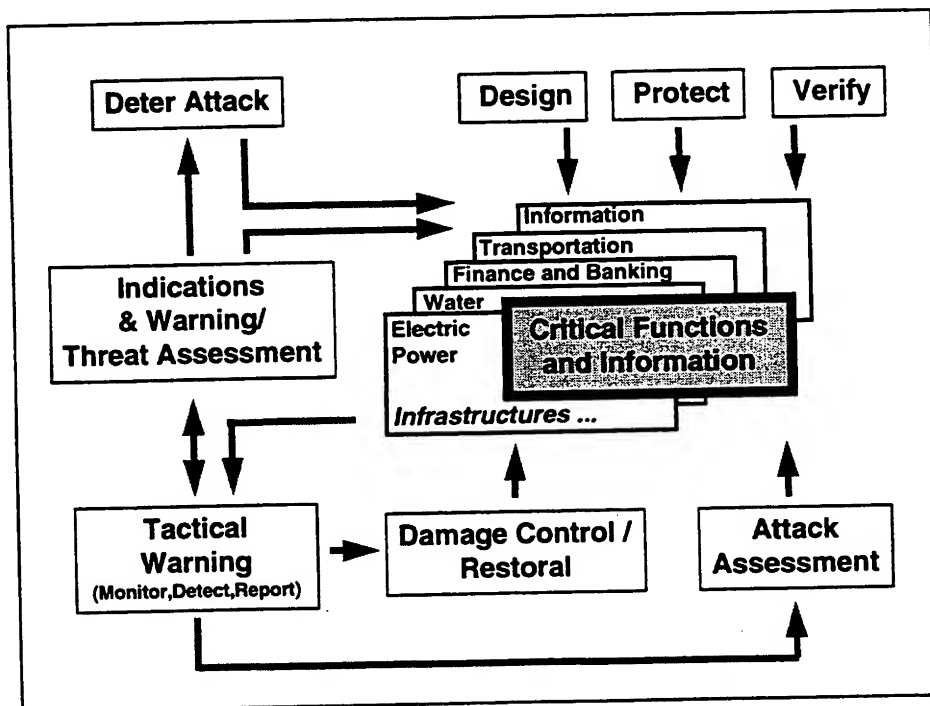 Deter Attack
Design
Protect
Verify
Information
Transportation
Finance and Banking
Water
Electric
Power
Infrastructures ...
Critical Functions
and Information
Indications
& Warning/
Threat Assessment
Tactical
Warning
(Monitor,Detect,Report)
Damage Control /
Restoral
Attack
Assessment